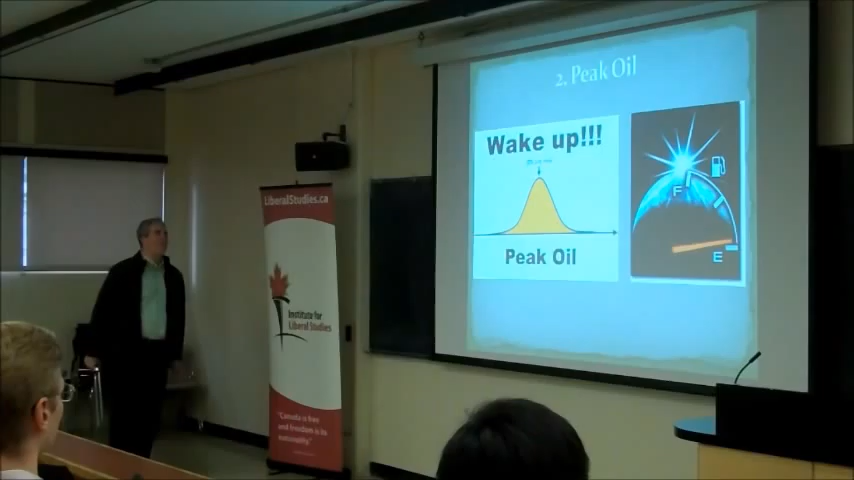 2. Peak Oil
Wake up!!!
Peak Oil
F
E
LiberalStudies.ca
Institute for
Liberal Studies
"Canada is free
and freedom is its
nationality"